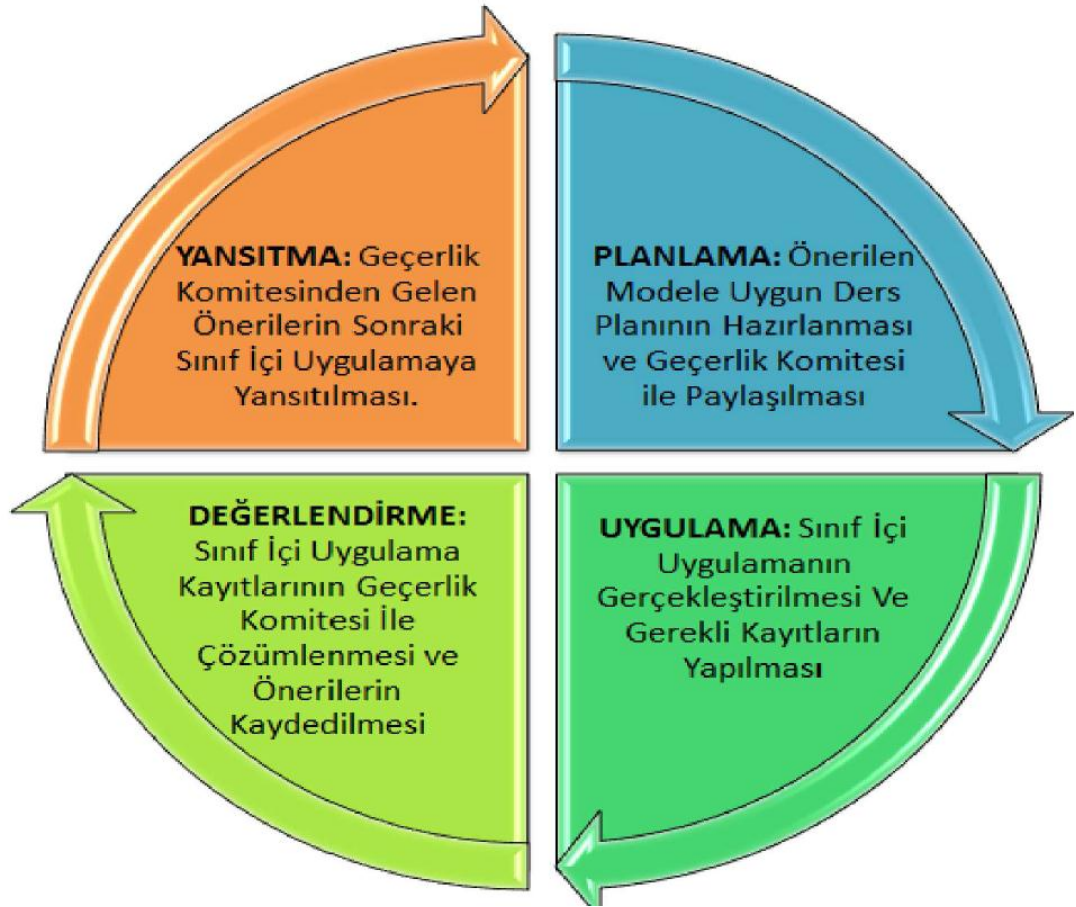 YANSITMA: Geçerlik
Komitesinden Gelen
Önerilerin Sonraki
Sınıf İçi Uygulamaya
Yansıtılması.
PLANLAMA: Önerilen
Modele Uygun Ders
Planının Hazırlanması
ve Geçerlik Komitesi
ile Paylaşılması
DEĞERLENDİRME:
Sınıf İçi Uygulama
Kayıtlarının Geçerlik
Komitesi İle
Çözümlenmesi ve
Önerilerin
Kaydedilmesi
UYGULAMA: Sınıf İçi
Uygulamanın
Gerçekleştirilmesi Ve
Gerekli Kayıtların
Yapılması